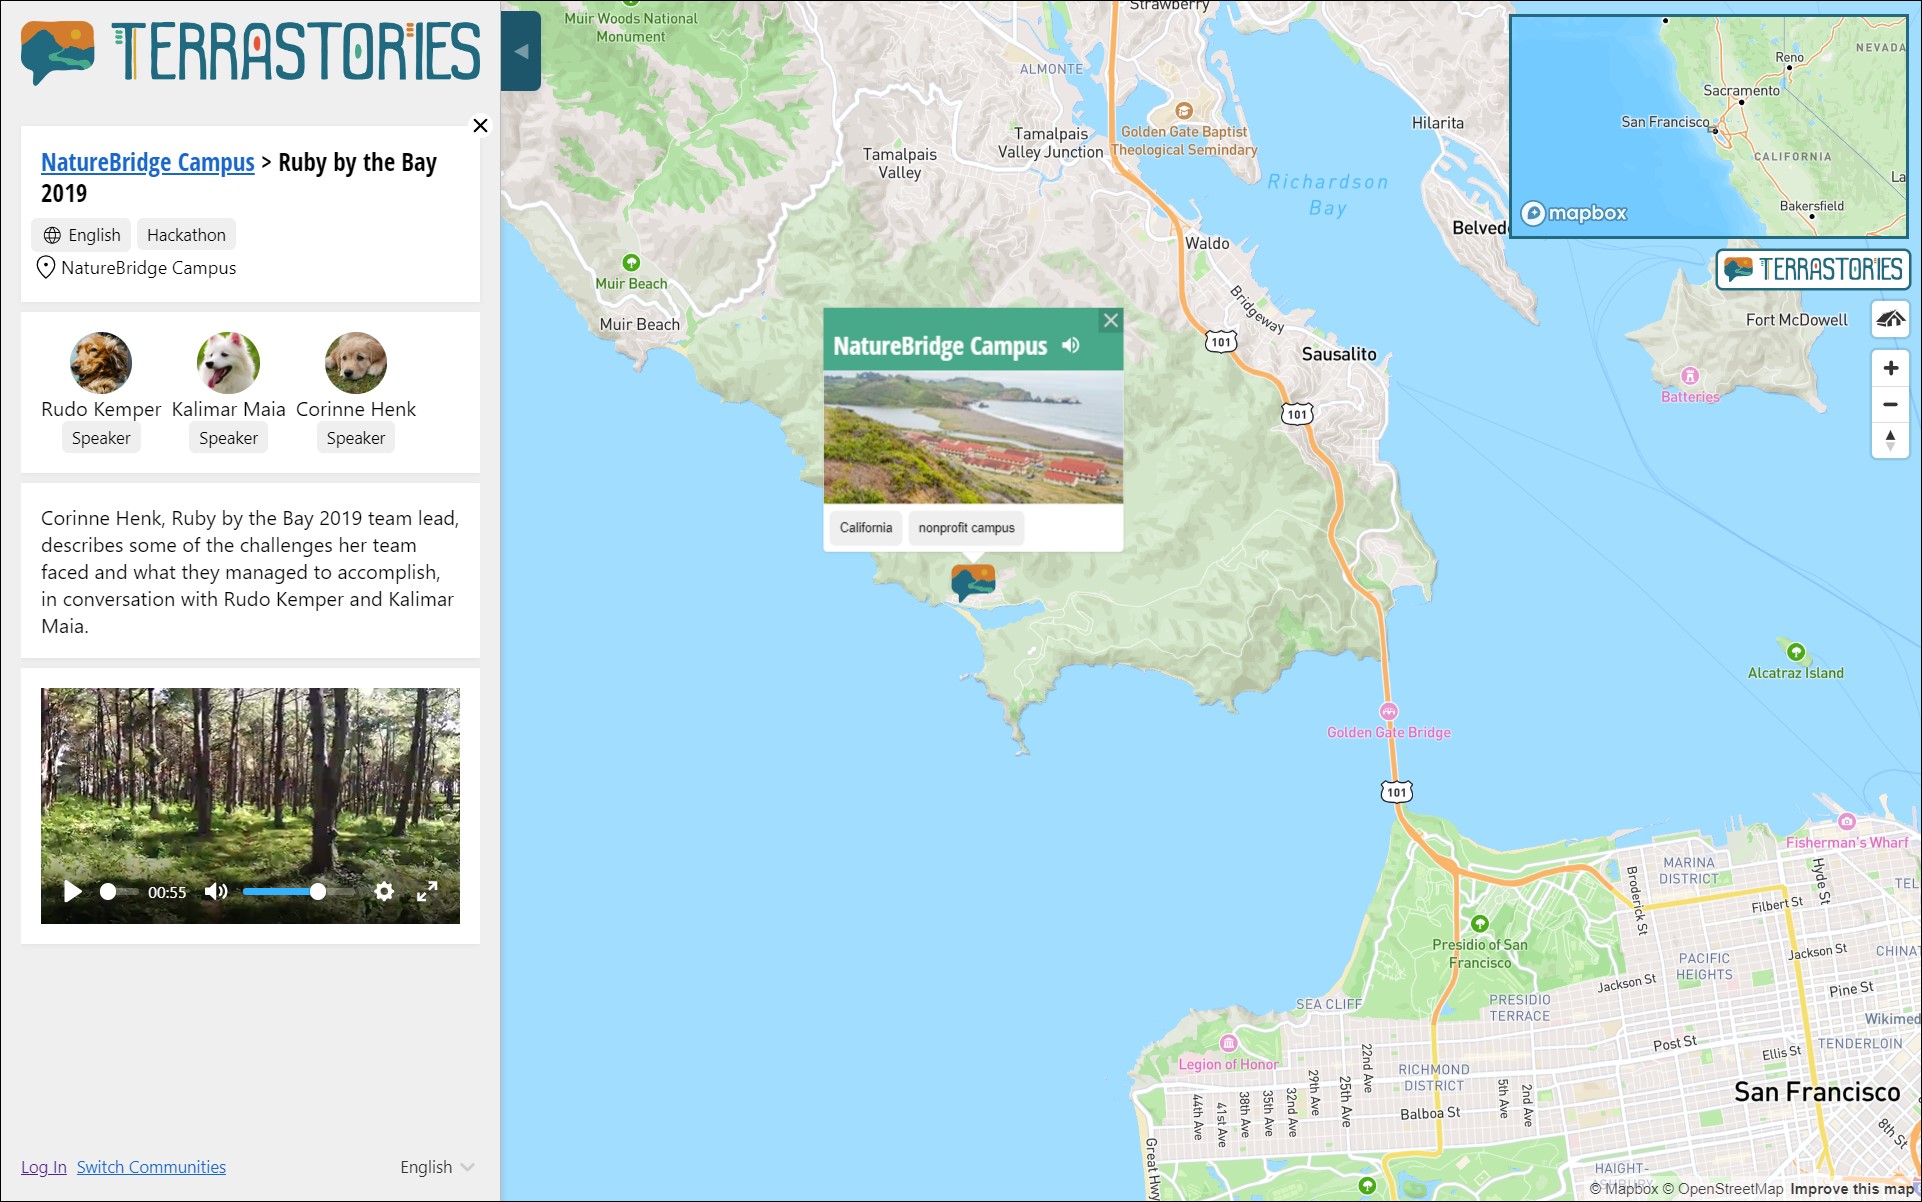 TERRASTORIES
NatureBridge Campus > Ruby by the Bay
2019
English
Hackathon
NatureBridge Campus
Rudo Kemper
Speaker
Kalimar Maia
Speaker
Corinne Henk
Speaker
Corinne Henk, Ruby by the Bay 2019 team lead,
describes some of the challenges her team
faced and what they managed to accomplish,
in conversation with Rudo Kemper and Kalimar
Maia.
00:55
Log In
Switch Communities
English
Muir Woods National
Monument
Strawberry
ALMONTE
Tamalpais
Valley Junction
Golden Gate Baptist
Theological Semindary
Tamalpais
Valley
Hilarita
Richardson
Bay
Waldo
Muir Beach
Muir Beach
Bridgeway
101
Sausalito
101
NatureBridge Campus
California
nonprofit campus
Reno
NEVADA
Sacramento
San Francisco
CALIFORNIA
La
Bakersfield
mapbox
TERRASTORIES
Fort McDowell
Batteries
Alcatraz Island
Golden Gate Bridge
101
Fisherman's Wharf
MARINA
DISTRICT
Hyde St
TEL
Broderick St
Filbert St
Presidio of San
Francisco
PACIFIC
HEIGHTS
Jackson St
CHINAT
Jackson St
Pine St
SEA CLIFF
PRESIDIO
TERRACE
Wikimed
Post St
Ellis St
TENDERLOIN
Legion of Honor
RICHMOND
DISTRICT
22nd Ave
29th Ave
25th Ave
32nd Ave
35th Ave
38th Ave
41st Ave
44th Ave
5th Ave
2nd Ave
Balboa St
San Francisco
8th St
Great Hwy
HAIGHT-
© Mapbox © OpenStreetMap Improve this map